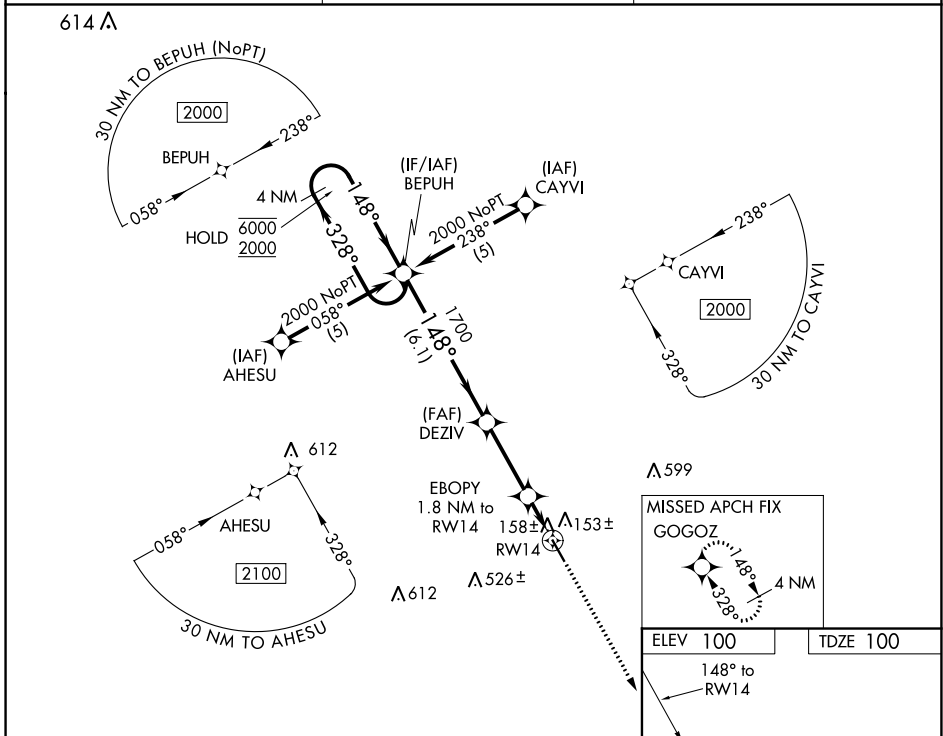 614
30 NM TO BEPUH (NoPT)
2000
BEPUH
238°
058°
4 NM
HOLD
6000
2000
148°
328°
(IF/IAF)
BEPUH
(IAF)
CAYVI
2000 NoPT
238°
(5)
2000 NoPT
058°
(5)
(IAF)
AHESU
1700
148°
(6.1)
238°
CAYVI
2000
328°
30 NM TO CAYVI
(FAF)
DEZIV
612
AHESU
058°
328°
2100
30 NM TO AHESU
EBOPY
1.8 NM to
RW14
158±
153±
RW14
526±
612
599
MISSED APCH FIX
GOGOZ
148°
328°
4 NM
ELEV 100
TDZE 100
148° to
RW14